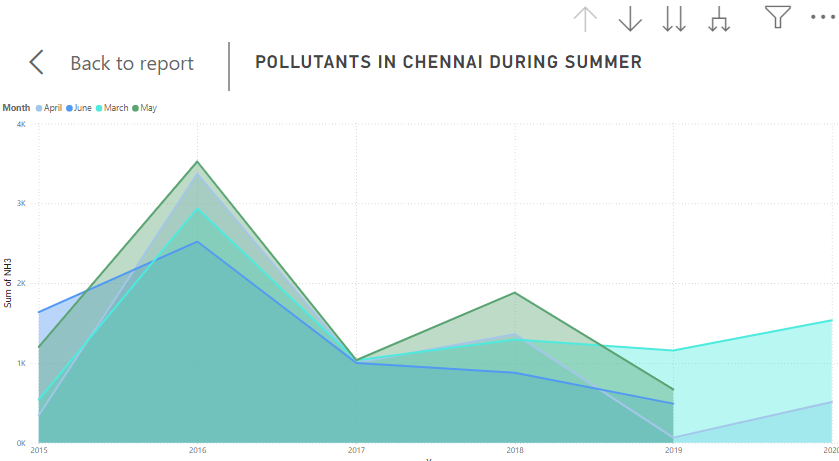 Back to report
POLLUTANTS IN CHENNAI DURING SUMMER
Month April June March May
4K
3K
2K
1K
0K
Sum of NH3
2015 2016 2017 2018 2019 2020